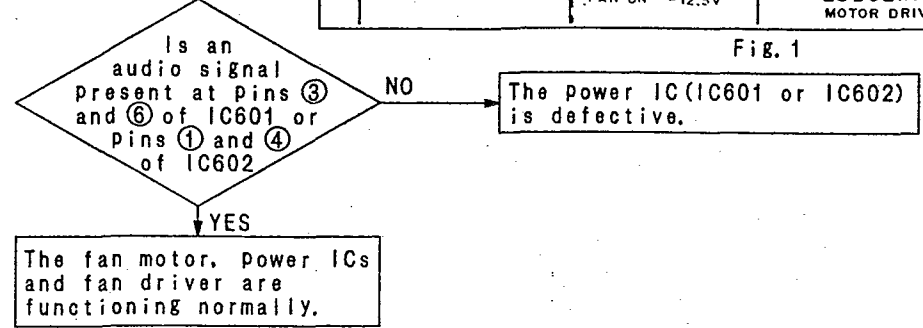 MOTOR DRIV
Fig. 1
Is an
audio signal
present at pins ③
and ⑥ of IC601 or
pins ① and ④
of IC602
NO
The power IC(IC601 or IC602)
is defective.
YES
The fan motor, power ICs
and fan driver are
functioning normally.